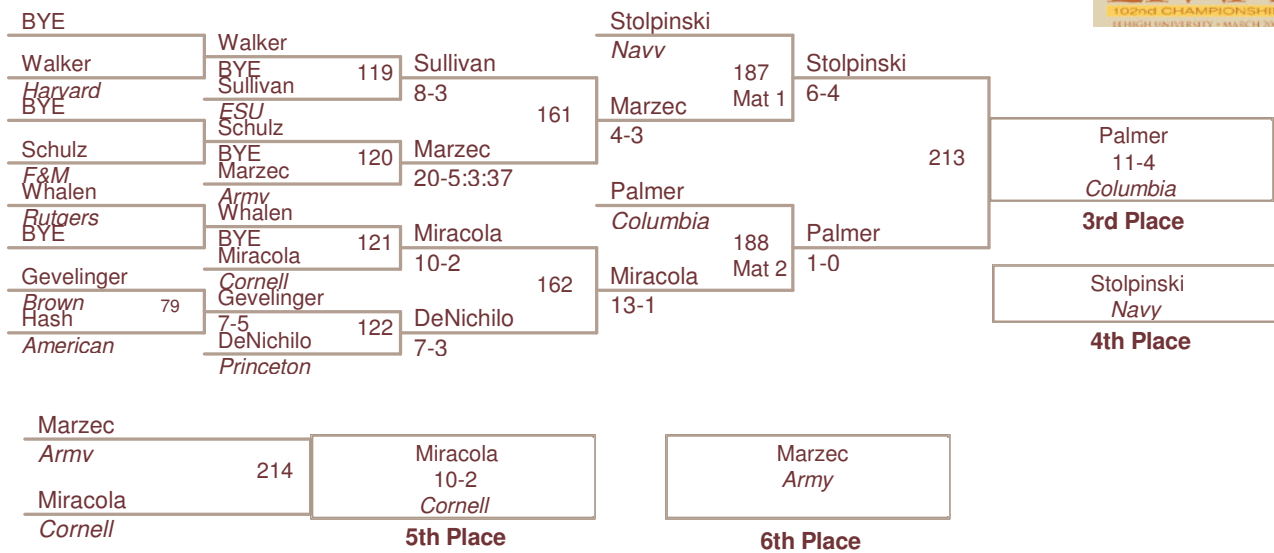 102nd CHAMPIONSHI
LEHIGH UNIVERSITY • MARCH 20
BYE
Walker
Harvard
BYE
Schulz
F&M
Whalen
Rutgers
BYE
Gevelinger
Brown
79
Hash
American
Walker
BYE
119
Sullivan
ESU
Schulz
BYE
120
Marzec
Army
Whalen
BYE
121
Miracola
Cornell
Gevelinger
7-5
122
DeNichilo
Princeton
Sullivan
8-3
161
Marzec
20-5:3:37
Miracola
10-2
162
DeNichilo
7-3
Stolpinski
Navy
187
Mat 1
Marzec
4-3
Palmer
Columbia
188
Mat 2
Miracola
13-1
Stolpinski
6-4
213
Palmer
1-0
Palmer
11-4
Columbia
3rd Place
Stolpinski
Navy
4th Place
Marzec
Army
214
Miracola
Cornell
Miracola
10-2
Cornell
5th Place
Marzec
Army
6th Place